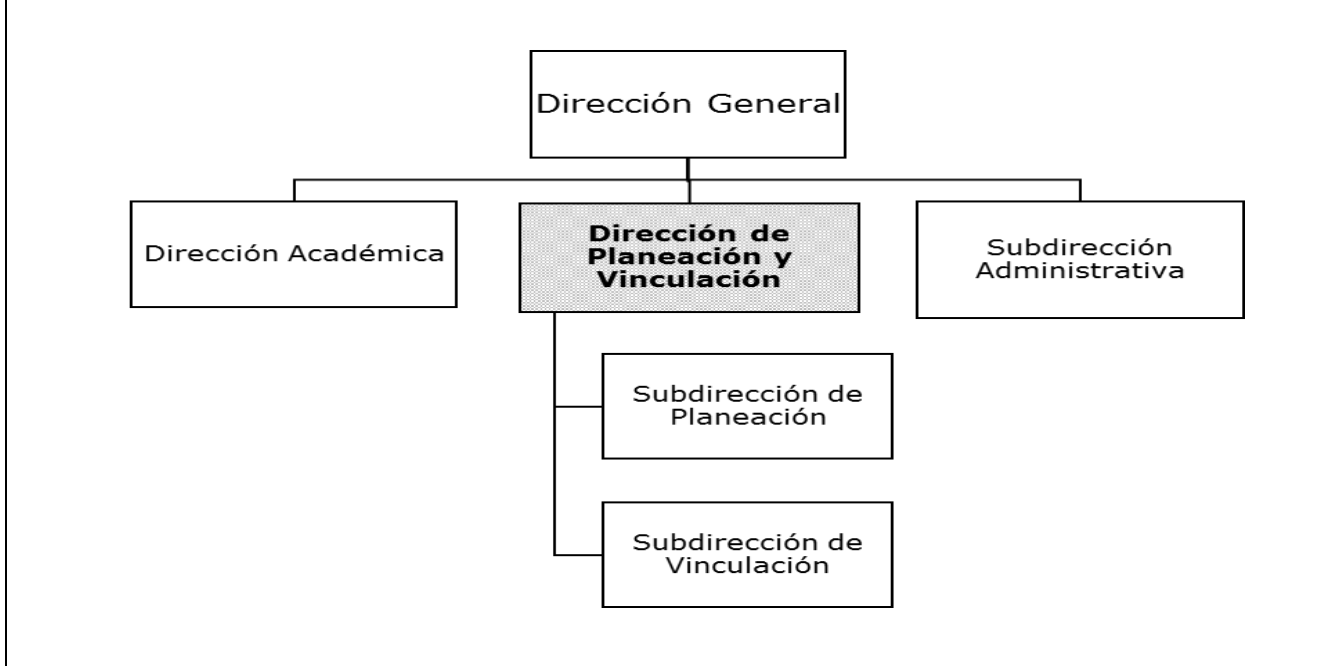 Dirección General
Dirección Académica
Dirección de
Planeación y
Vinculación
Subdirección
Administrativa
Subdirección de
Planeación
Subdirección de
Vinculación